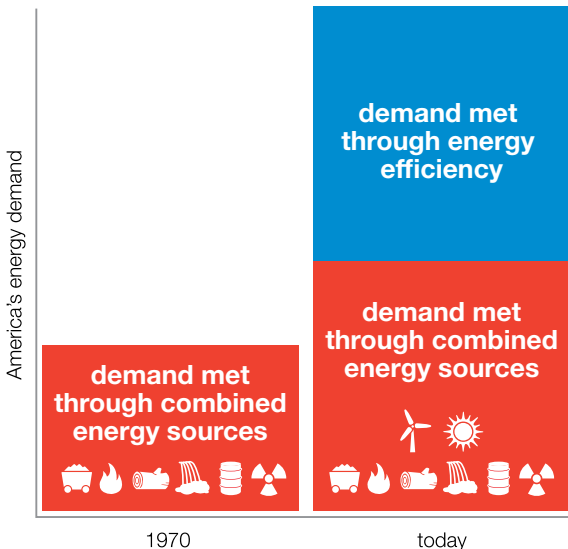 America's energy demand
demand met
through energy
efficiency
demand met
through combined
energy sources
demand met
through combined
energy sources
1970
today